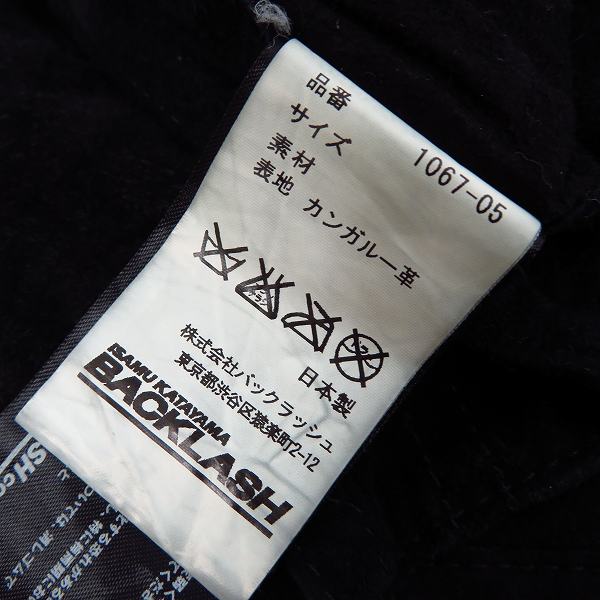 品番 1067-05
サイズ
素材
表地 カンガルー革
日本製
株式会社バックラッシュ
東京都渋谷区猿楽町2-12
ISAMU KATAYAMA
BACKLASH